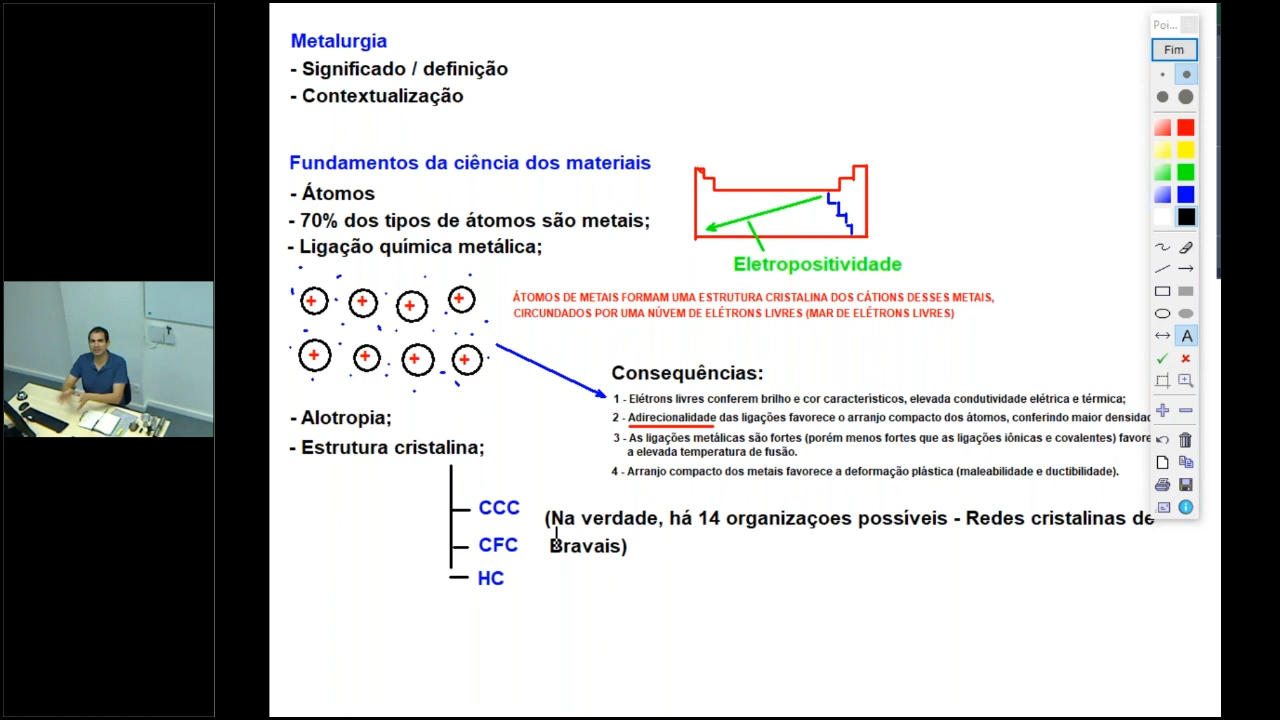 Metalurgia
- Significado / definição
- Contextualização
Fundamentos da ciência dos materiais
- Átomos
- 70% dos tipos de átomos são metais;
- Ligação química metálica;
Eletropositividade
ÁTOMOS DE METAIS FORMAM UMA ESTRUTURA CRISTALINA DOS CÁTIONS DESSES METAIS,
CIRCUNDADOS POR UMA NÚVEM DE ELÉTRONS LIVRES (MAR DE ELÉTRONS LIVRES)
+ + + +
+ + + +
Consequências:
1 - Elétrons livres conferem brilho e cor característicos, elevada condutividade elétrica e térmica;
2 - Adirecionalidade das ligações favorece o arranjo compacto dos átomos, conferindo maior densidad
3 - As ligações metálicas são fortes (porém menos fortes que as ligações iônicas e covalentes) favore
a elevada temperatura de fusão.
4 - Arranjo compacto dos metais favorece a deformação plástica (maleabilidade e ductibilidade).
- Alotropia;
- Estrutura cristalina;
CCC
CFC
HC
(Na verdade, há 14 organizaçoes possíveis - Redes cristalinas de
Bravais)
Poi...
Fim
A